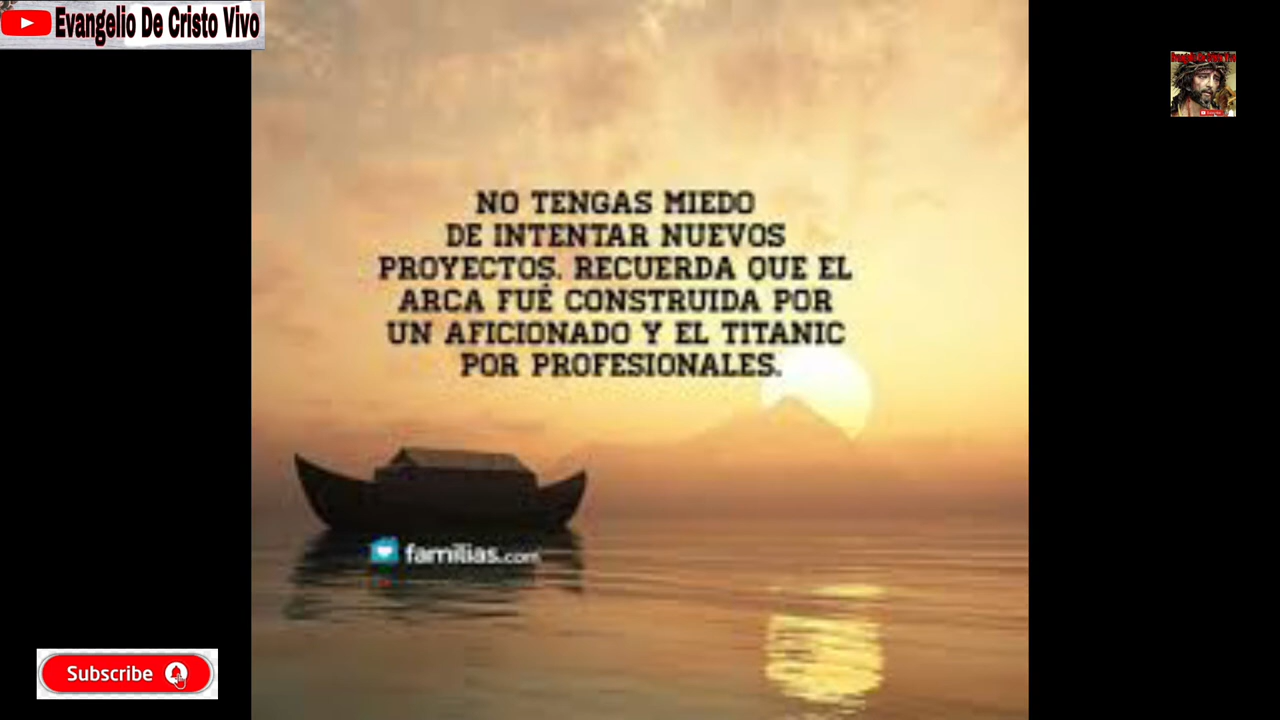 Evangelio De Cristo Vivo
NO TENGAS MIEDO
DE INTENTAR NUEVOS
PROYECTOS. RECUERDA QUE EL
ARCA FUÉ CONSTRUIDA POR
UN AFICIONADO Y EL TITANIC
POR PROFESIONALES.
familias.com
Subscribe